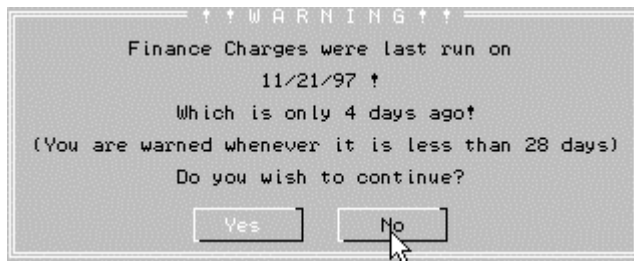 ! ! W A R N I N G ! !
Finance Charges were last run on
11/21/97 !
Which is only 4 days ago!
(You are warned whenever it is less than 28 days)
Do you wish to continue?
Yes No